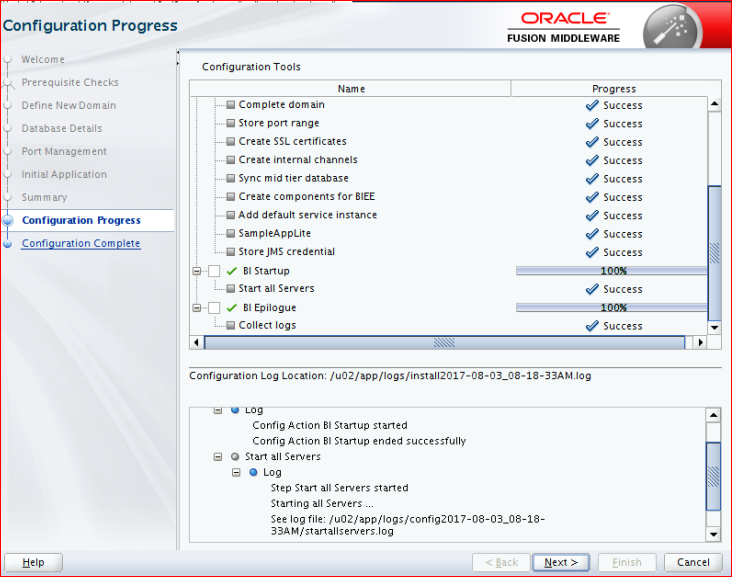 Configuration Progress
ORACLE
FUSION MIDDLEWARE
Welcome
Prerequisite Checks
Define New Domain
Database Details
Port Management
Initial Application
Summary
Configuration Progress
Configuration Complete
Configuration Tools
Name Progress
Complete domain Success
Store port range Success
Create SSL certificates Success
Create internal channels Success
Sync mid tier database Success
Create components for BIEE Success
Add default service instance Success
SampleAppLite Success
Store JMS credential Success
BI Startup 100%
Start all Servers Success
BI Epilogue 100%
Collect logs Success
Configuration Log Location: /u02/app/logs/install2017-08-03_08-18-33AM.log
Log
Config Action BI Startup started
Config Action BI Startup ended successfully
Start all Servers
Log
Step Start all Servers started
Starting all Servers ...
See log file: /u02/app/logs/config2017-08-03_08-18-
33AM/startallservers.log
Help < Back Next > Finish Cancel